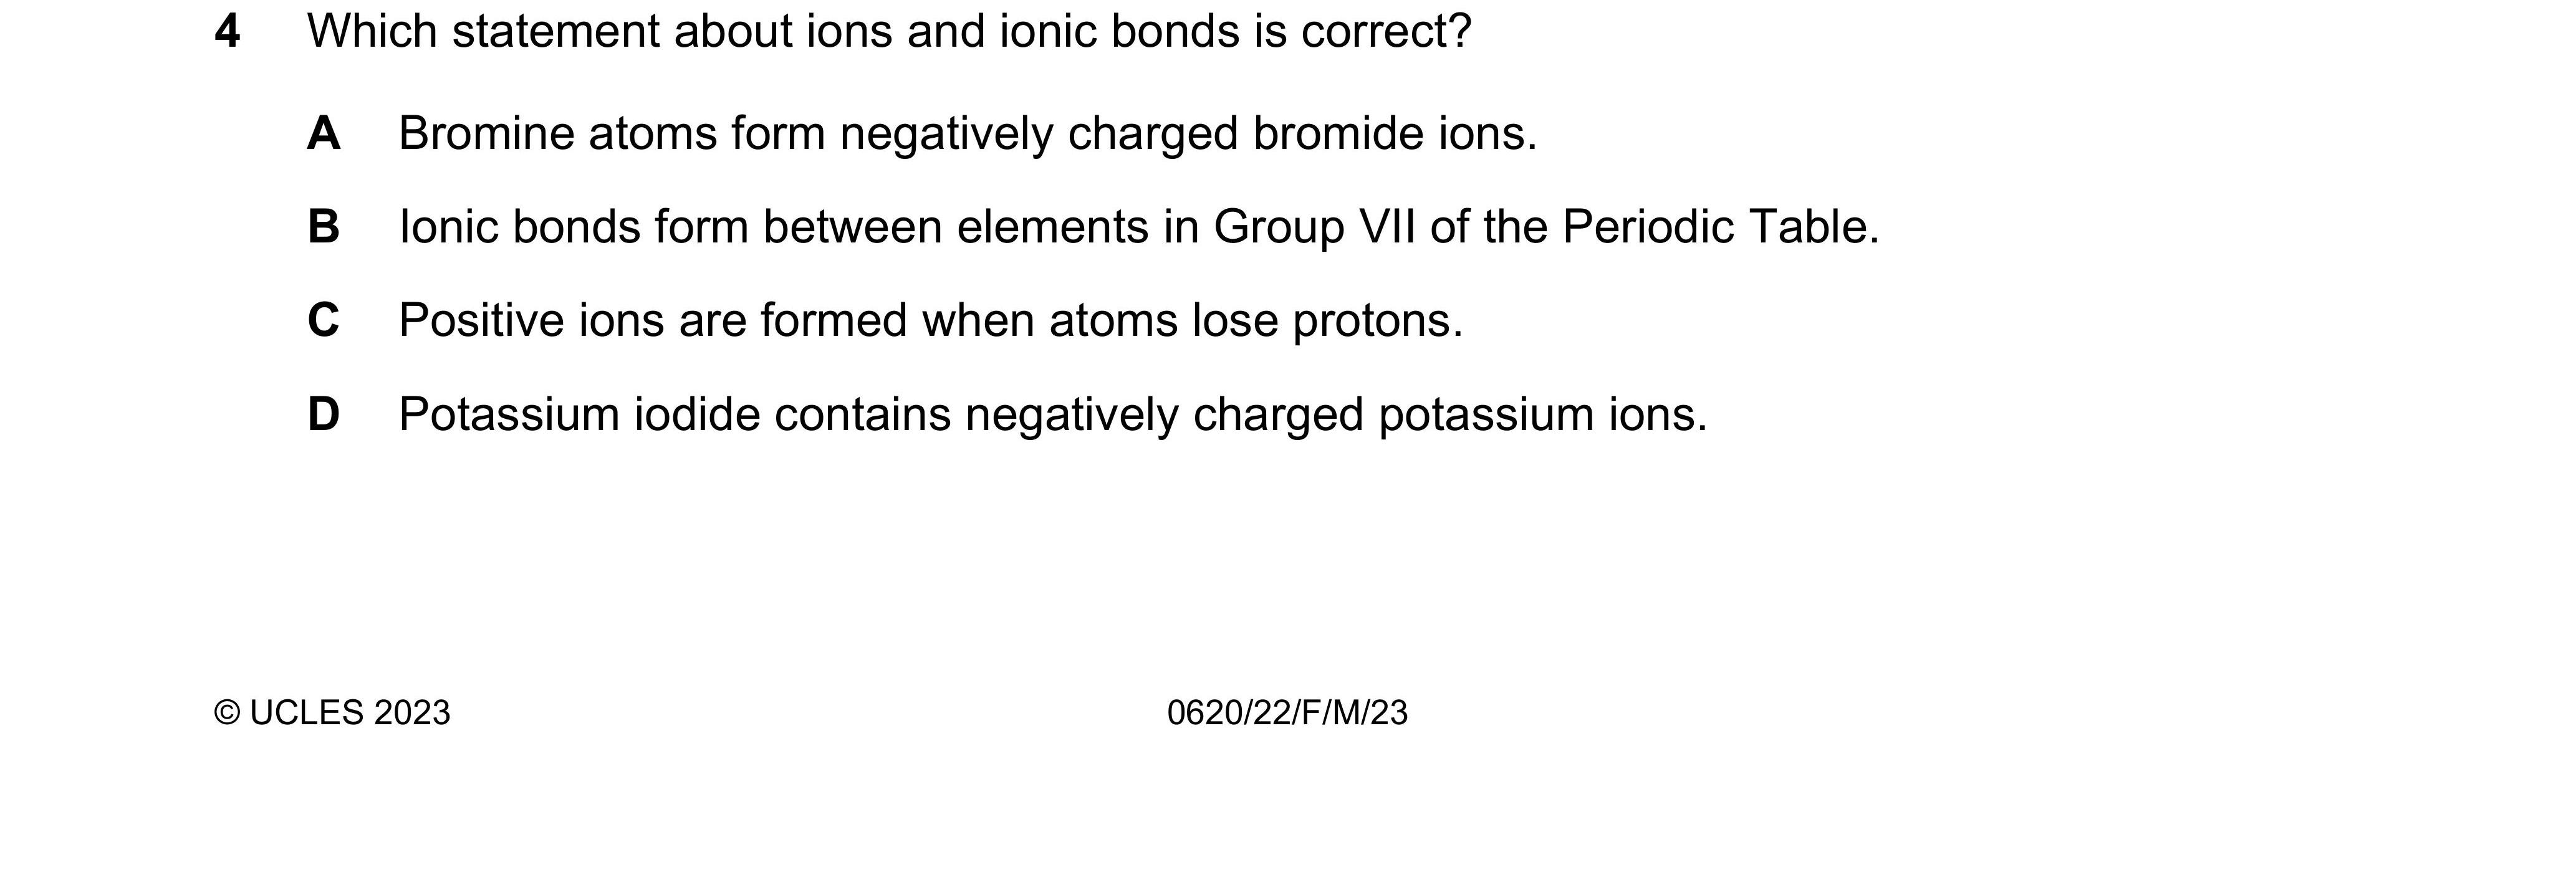 4 Which statement about ions and ionic bonds is correct?
A Bromine atoms form negatively charged bromide ions.
B Ionic bonds form between elements in Group VII of the Periodic Table.
C Positive ions are formed when atoms lose protons.
D Potassium iodide contains negatively charged potassium ions.
© UCLES 2023 0620/22/F/M/23